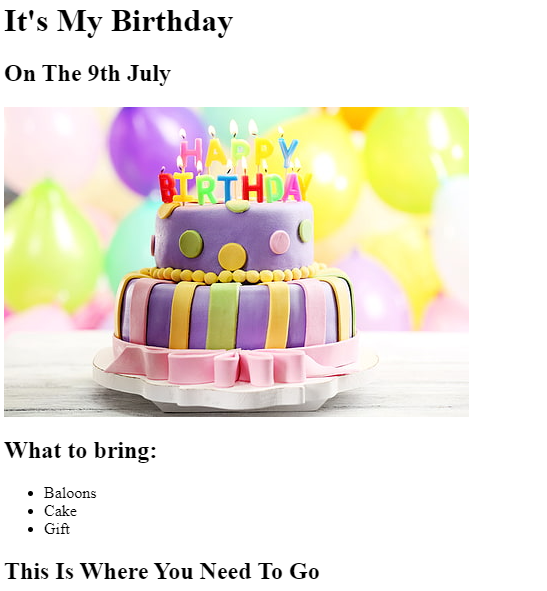 It's My Birthday
On The 9th July
HAPPY
BIRTHDAY
What to bring:
Baloons
Cake
Gift
This Is Where You Need To Go